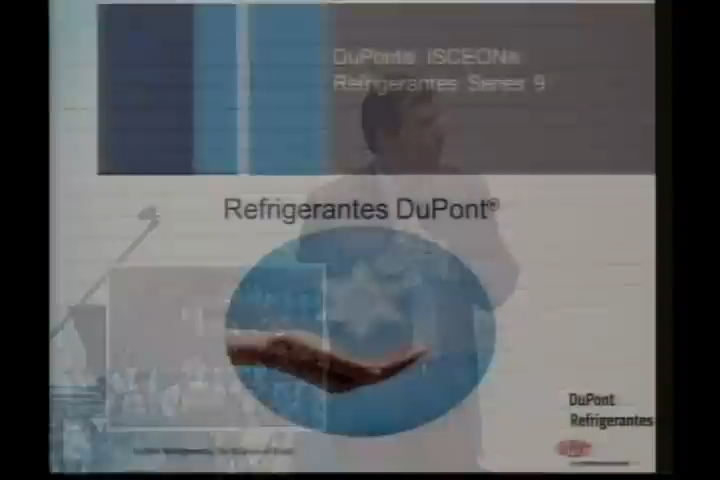 DuPont® ISCEON®
Refrigerantes Series 9
Refrigerantes DuPont®
DuPont
Refrigerantes